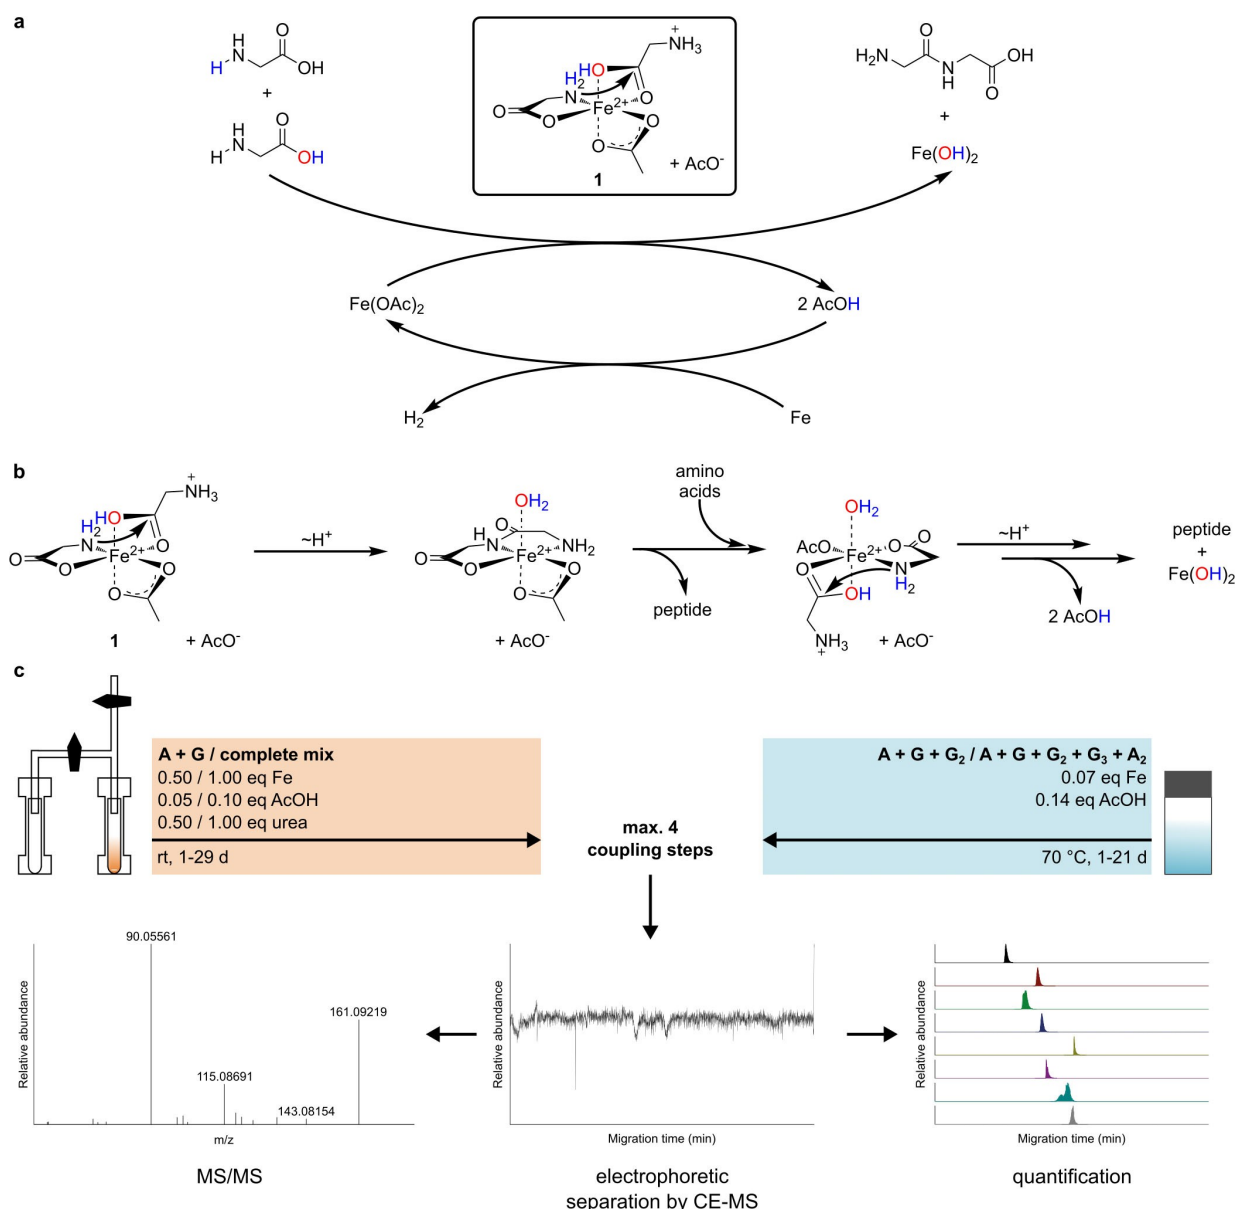 a
H
N
H
O
OH
+
H
N
H
O
OH
+
NH3
HO
H2
N
O
O
O
Fe2+
O
O
+ AcO-
1
NH2
O
N
H
O
OH
+
Fe(OH)2
Fe(OAc)2
2 AcOH
H2
Fe
b
+
NH3
HO
H2
N
O
O
O
Fe2+
O
O
1
+ AcO-
~H+
OH2
O
HN
NH2
O
O
Fe2+
O
O
+ AcO-
amino
acids
peptide
OH2
AcO
Fe2+
O
O
O
N
H2
OH
NH3
+
+ AcO-
~H+
2 AcOH
peptide
+
Fe(OH)2
c
A + G / complete mix
0.50 / 1.00 eq Fe
0.05 / 0.10 eq AcOH
0.50 / 1.00 eq urea
rt, 1-29 d
max. 4
coupling steps
A + G + G2 / A + G + G2 + G3 + A2
0.07 eq Fe
0.14 eq AcOH
70 °C, 1-21 d
Relative abundance
90.05561
115.08691
143.08154
161.09219
m/z
MS/MS
Relative abundance
Migration time (min)
electrophoretic
separation by CE-MS
Relative abundance
Migration time (min)
quantification